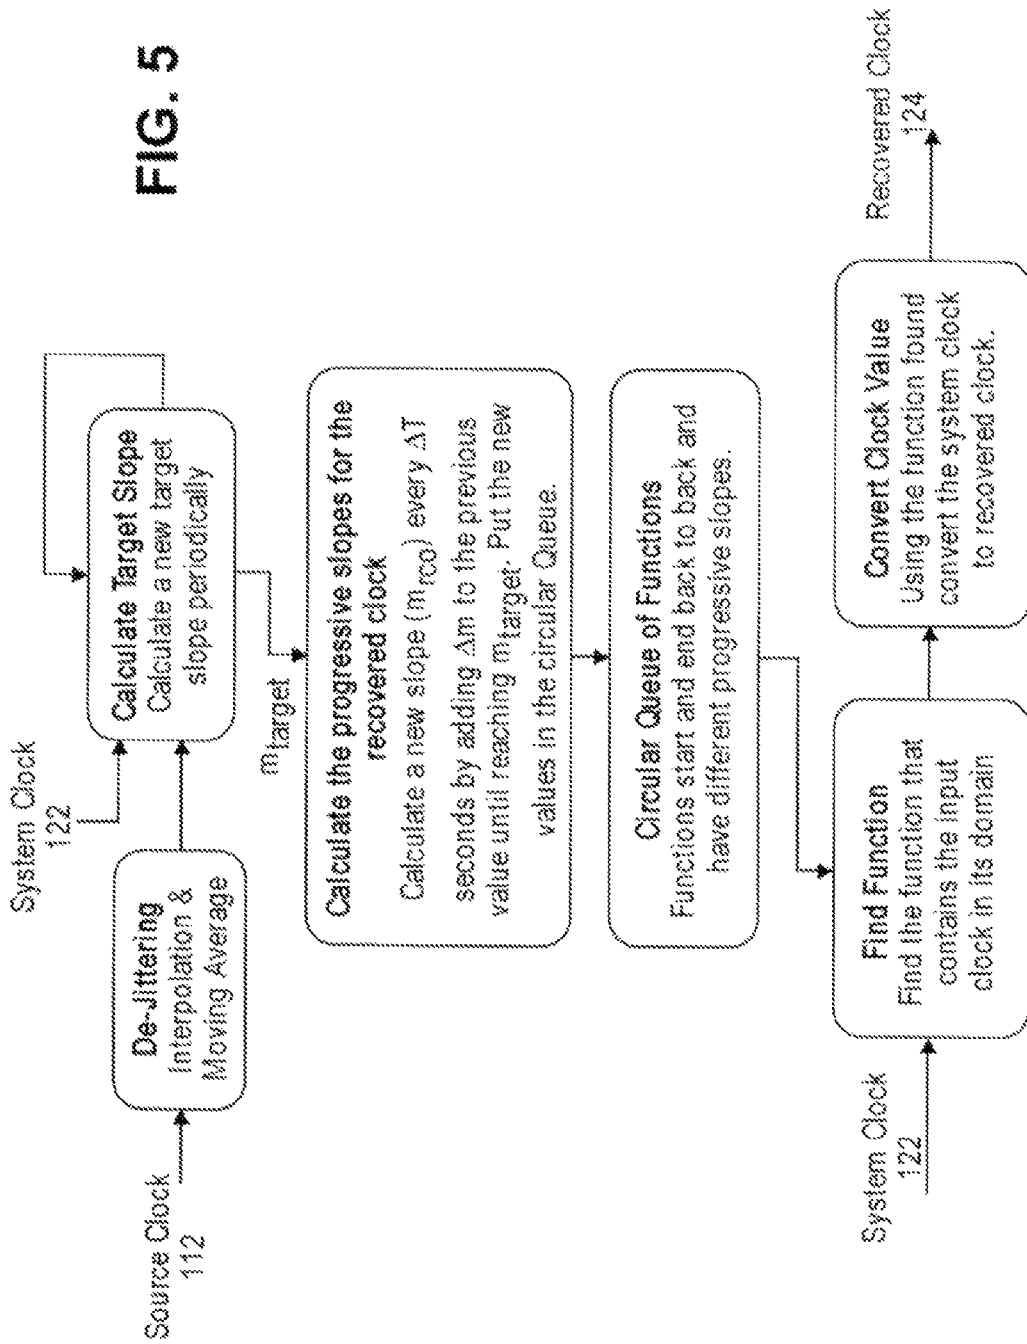 FIG. 5
System Clock
122
Source Clock
112
De-Jittering
Interpolation &
Moving Average
Calculate Target Slope
Calculate a new target
slope periodically
m_target
Calculate the progressive slopes for the
recovered clock
Calculate a new slope (m_rco) every ΔT
seconds by adding Δm to the previous
value until reaching m_target. Put the new
values in the circular Queue.
Circular Queue of Functions
Functions start and end back to back and
have different progressive slopes.
System Clock
122
Find Function
Find the function that
contains the input
clock in its domain
Convert Clock Value
Using the function found
convert the system clock
to recovered clock.
Recovered Clock
124